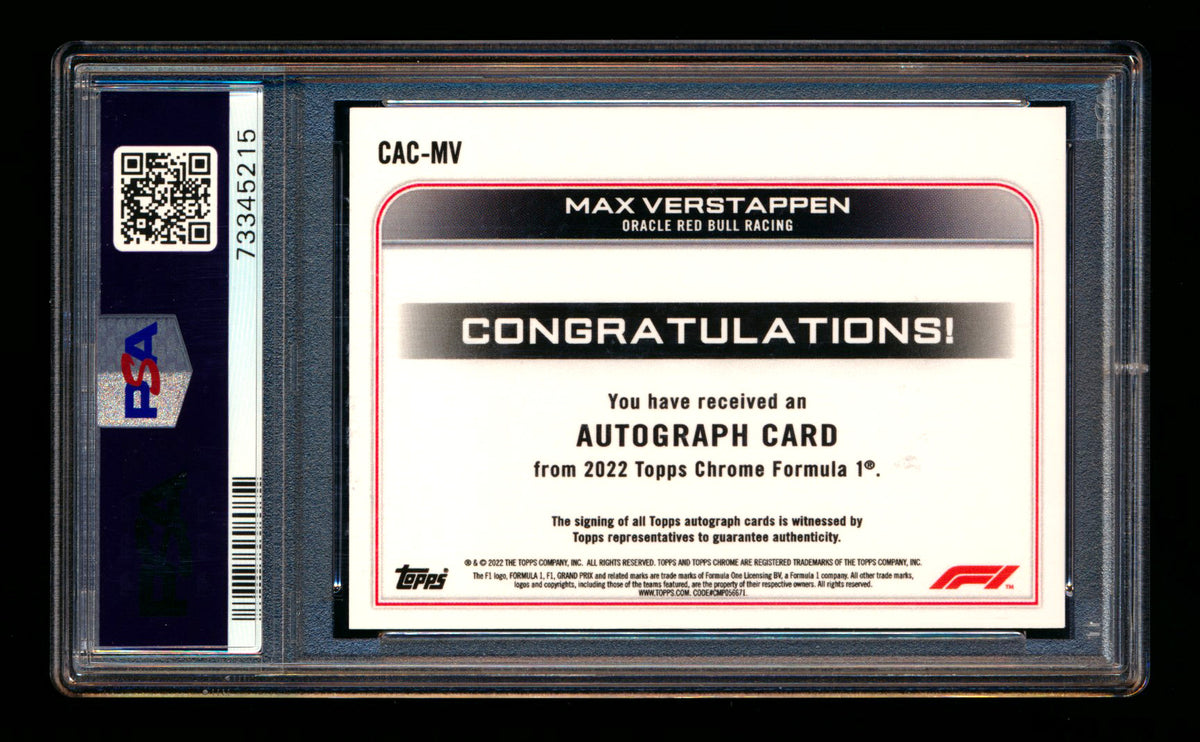 73345215
PSA
PSA
CAC-MV
MAX VERSTAPPEN
ORACLE RED BULL RACING
CONGRATULATIONS!
You have received an
AUTOGRAPH CARD
from 2022 Topps Chrome Formula 1®.
The signing of all Topps autograph cards is witnessed by
Topps representatives to guarantee authenticity.
® & © 2022 THE TOPPS COMPANY, INC. ALL RIGHTS RESERVED. TOPPS AND TOPPS CHROME ARE REGISTERED TRADEMARKS OF THE TOPPS COMPANY, INC.
The F1 logo, FORMULA 1, F1, GRAND PRIX and related marks are trade marks of Formula One Licensing BV, a Formula 1 company. All other trade marks,
logos and copyrights, including those of the teams featured, are the property of their respective owners. All rights reserved.
WWW.TOPPS.COM. CODE#CMP056671.
topps
F1 ™